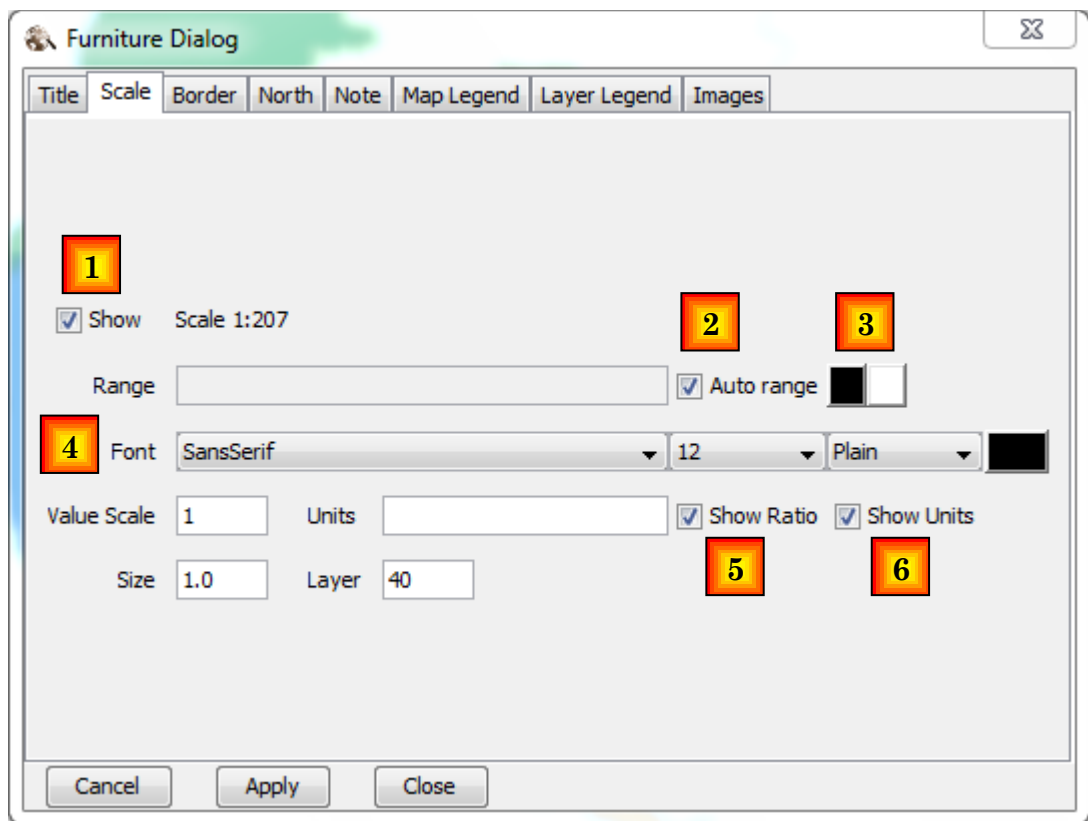 Furniture Dialog
Title Scale Border North Note Map Legend Layer Legend Images
1
Show Scale 1:207
2 3
Range Auto range
4 Font SansSerif 12 Plain
Value Scale 1 Units Show Ratio Show Units
5 6
Size 1.0 Layer 40
Cancel Apply Close